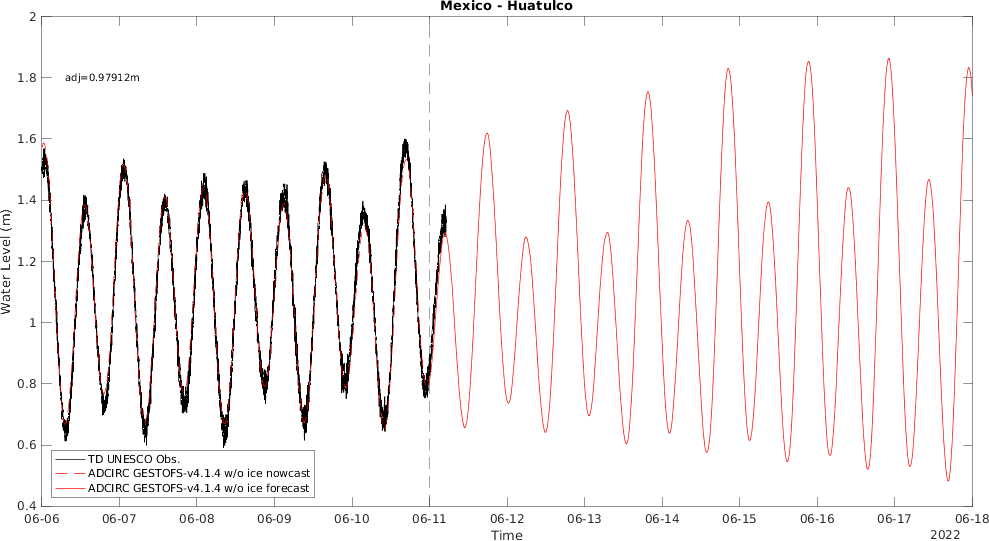 Mexico - Huatulco
2
1.8
1.6
1.4
1.2
1
0.8
0.6
0.4
Water Level (m)
adj=0.97912m
TD UNESCO Obs.
ADCIRC GESTOFS-v4.1.4 w/o ice nowcast
ADCIRC GESTOFS-v4.1.4 w/o ice forecast
06-06 06-07 06-08 06-09 06-10 06-11 06-12 06-13 06-14 06-15 06-16 06-17 06-18
Time
2022